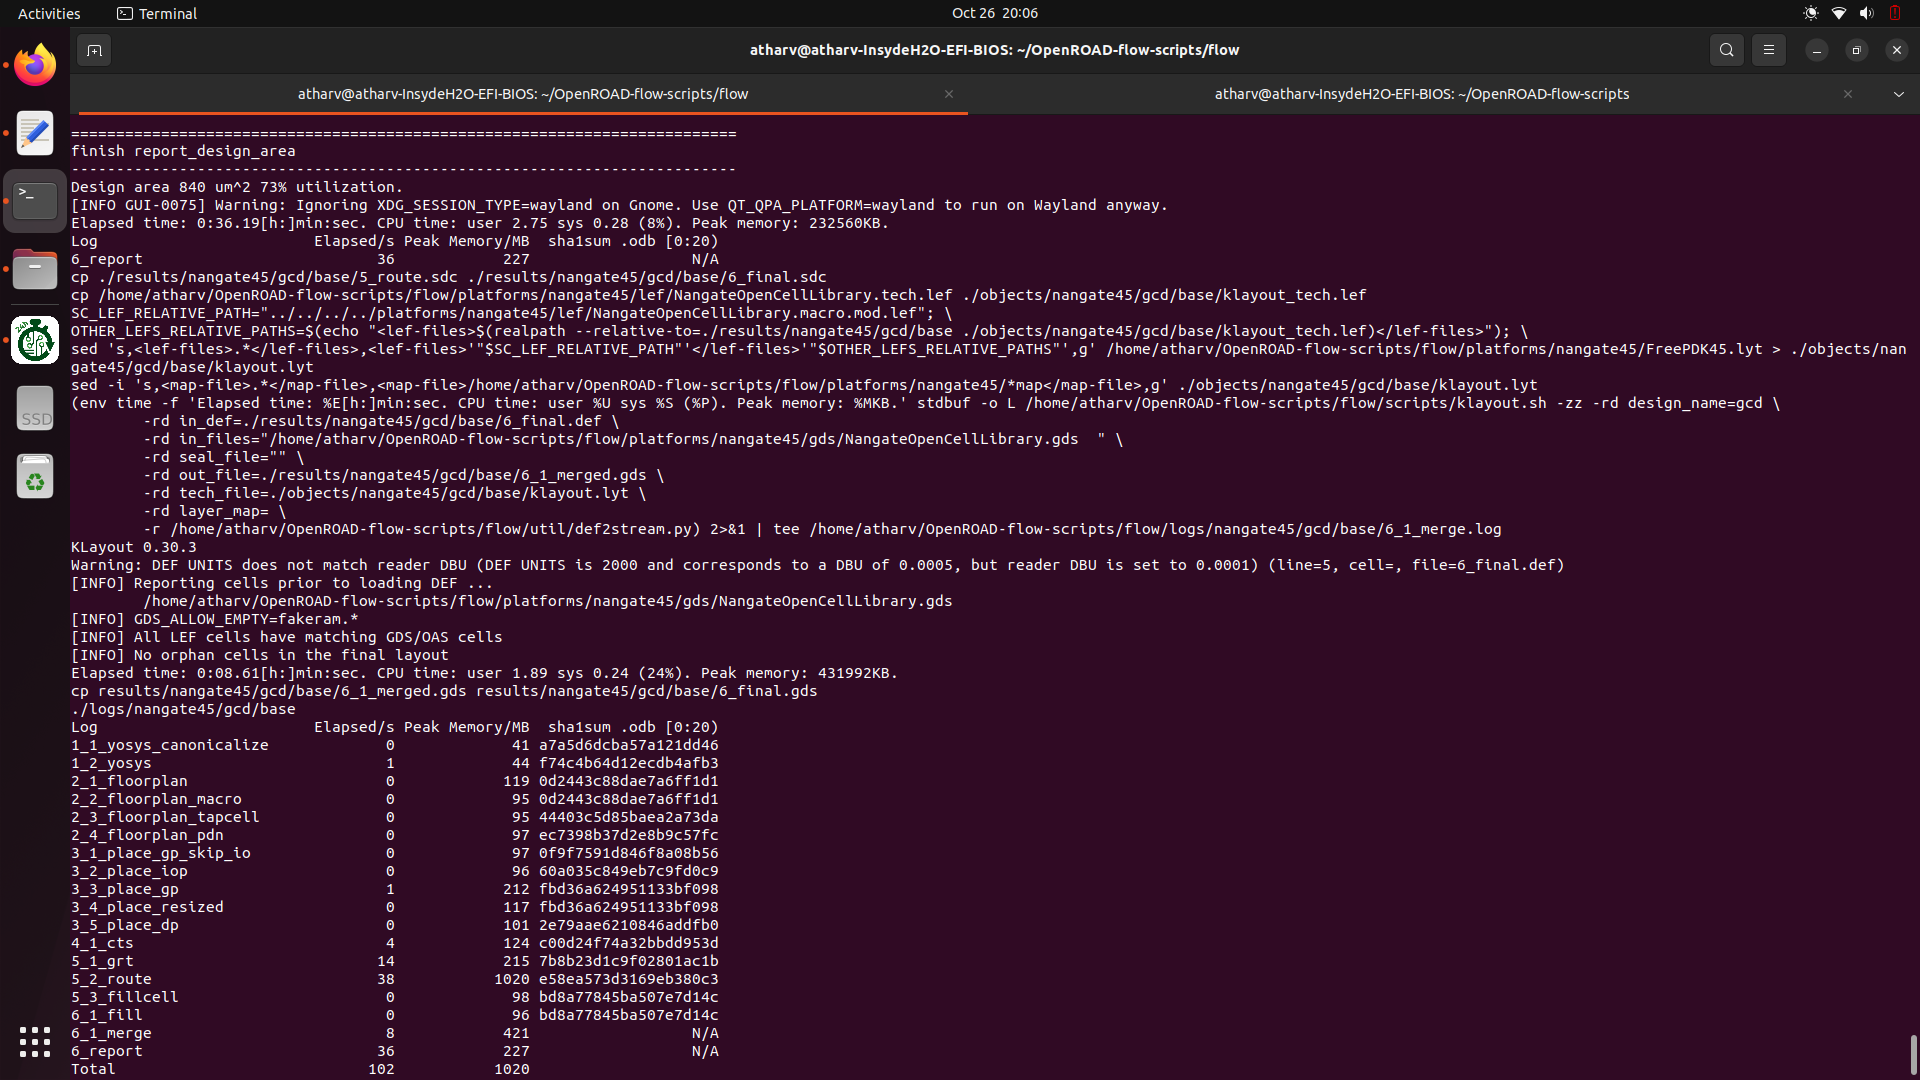 Activities
Terminal
Oct 26 20:06
atharv@atharv-InsydeH2O-EFI-BIOS: ~/OpenROAD-flow-scripts/flow
atharv@atharv-InsydeH2O-EFI-BIOS: ~/OpenROAD-flow-scripts/flow
atharv@atharv-InsydeH2O-EFI-BIOS: ~/OpenROAD-flow-scripts
==========================================================================
finish report_design_area
--------------------------------------------------------------------------
Design area 840 um^2 73% utilization.
[INFO GUI-0075] Warning: Ignoring XDG_SESSION_TYPE=wayland on Gnome. Use QT_QPA_PLATFORM=wayland to run on Wayland anyway.
Elapsed time: 0:36.19[h:]min:sec. CPU time: user 2.75 sys 0.28 (8%). Peak memory: 232560KB.
Log                        Elapsed/s Peak Memory/MB  sha1sum .odb [0:20)
6_report                          36            227                  N/A
cp ./results/nangate45/gcd/base/5_route.sdc ./results/nangate45/gcd/base/6_final.sdc
cp /home/atharv/OpenROAD-flow-scripts/flow/platforms/nangate45/lef/NangateOpenCellLibrary.tech.lef ./objects/nangate45/gcd/base/klayout_tech.lef
SC_LEF_RELATIVE_PATH="../../../../platforms/nangate45/lef/NangateOpenCellLibrary.macro.mod.lef"; \
OTHER_LEFS_RELATIVE_PATHS=$(echo "<lef-files>$(realpath --relative-to=./results/nangate45/gcd/base ./objects/nangate45/gcd/base/klayout_tech.lef)</lef-files>"); \
sed 's,<lef-files>.*</lef-files>,<lef-files>'"$SC_LEF_RELATIVE_PATH"'</lef-files>'"$OTHER_LEFS_RELATIVE_PATHS"',g' /home/atharv/OpenROAD-flow-scripts/flow/platforms/nangate45/FreePDK45.lyt > ./objects/nan
gate45/gcd/base/klayout.lyt
sed -i 's,<map-file>.*</map-file>,<map-file>/home/atharv/OpenROAD-flow-scripts/flow/platforms/nangate45/*map</map-file>,g' ./objects/nangate45/gcd/base/klayout.lyt
(env time -f 'Elapsed time: %E[h:]min:sec. CPU time: user %U sys %S (%P). Peak memory: %MKB.' stdbuf -o L /home/atharv/OpenROAD-flow-scripts/flow/scripts/klayout.sh -zz -rd design_name=gcd \
        -rd in_def=./results/nangate45/gcd/base/6_final.def \
        -rd in_files="/home/atharv/OpenROAD-flow-scripts/flow/platforms/nangate45/gds/NangateOpenCellLibrary.gds  " \
        -rd seal_file="" \
        -rd out_file=./results/nangate45/gcd/base/6_1_merged.gds \
        -rd tech_file=./objects/nangate45/gcd/base/klayout.lyt \
        -rd layer_map= \
        -r /home/atharv/OpenROAD-flow-scripts/flow/util/def2stream.py) 2>&1 | tee /home/atharv/OpenROAD-flow-scripts/flow/logs/nangate45/gcd/base/6_1_merge.log
KLayout 0.30.3
Warning: DEF UNITS does not match reader DBU (DEF UNITS is 2000 and corresponds to a DBU of 0.0005, but reader DBU is set to 0.0001) (line=5, cell=, file=6_final.def)
[INFO] Reporting cells prior to loading DEF ...
        /home/atharv/OpenROAD-flow-scripts/flow/platforms/nangate45/gds/NangateOpenCellLibrary.gds
[INFO] GDS_ALLOW_EMPTY=fakeram.*
[INFO] All LEF cells have matching GDS/OAS cells
[INFO] No orphan cells in the final layout
Elapsed time: 0:08.61[h:]min:sec. CPU time: user 1.89 sys 0.24 (24%). Peak memory: 431992KB.
cp results/nangate45/gcd/base/6_1_merged.gds results/nangate45/gcd/base/6_final.gds
./logs/nangate45/gcd/base
Log                        Elapsed/s Peak Memory/MB  sha1sum .odb [0:20)
1_1_yosys_canonicalize             0             41 a7a5d6dcba57a121dd46
1_2_yosys                          1             44 f74c4b64d12ecdb4afb3
2_1_floorplan                      0            119 0d2443c88dae7a6ff1d1
2_2_floorplan_macro                0             95 0d2443c88dae7a6ff1d1
2_3_floorplan_tapcell              0             95 44403c5d85baea2a73da
2_4_floorplan_pdn                  0             97 ec7398b37d2e8b9c57fc
3_1_place_gp_skip_io               0             97 0f9f7591d846f8a08b56
3_2_place_iop                      0             96 60a035c849eb7c9fd0c9
3_3_place_gp                       1            212 fbd36a624951133bf098
3_4_place_resized                  0            117 fbd36a624951133bf098
3_5_place_dp                       0            101 2e79aae6210846addfb0
4_1_cts                            4            124 c00d24f74a32bbdd953d
5_1_grt                           14            215 7b8b23d1c9f02801ac1b
5_2_route                         38           1020 e58ea573d3169eb380c3
5_3_fillcell                       0             98 bd8a77845ba507e7d14c
6_1_fill                           0             96 bd8a77845ba507e7d14c
6_1_merge                          8            421                  N/A
6_report                          36            227                  N/A
Total                            102           1020
24h
SSD